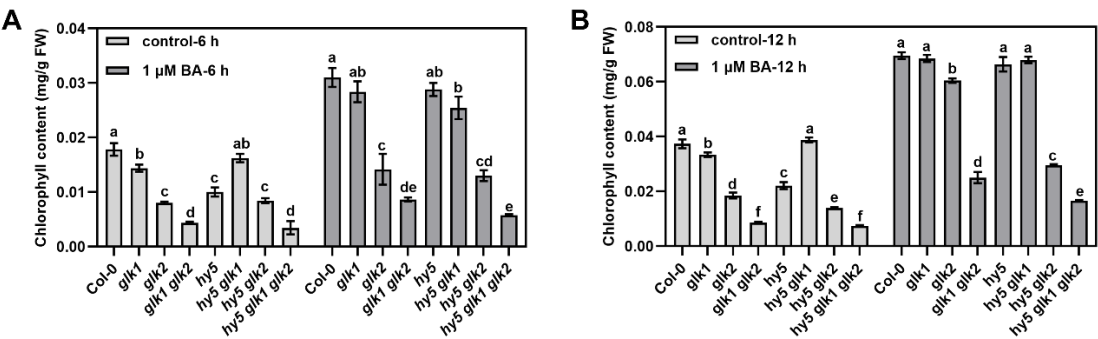 A
Chlorophyll content (mg/g FW)
0.04
0.03
0.02
0.01
0.00
control-6 h
1 µM BA-6 h
a
b
c
d
c
ab
c
d
a
ab
c
de
ab
b
cd
e
Col-0
glk1
glk2
glk1 glk2
hy5
hy5 glk1
hy5 glk2
hy5 glk1 glk2
Col-0
glk1
glk2
glk1 glk2
hy5
hy5 glk1
hy5 glk2
hy5 glk1 glk2
B
Chlorophyll content (mg/g FW)
0.08
0.06
0.04
0.02
0.00
control-12 h
1 µM BA-12 h
a
b
d
f
c
a
e
f
a
a
b
d
a
a
c
e
Col-0
glk1
glk2
glk1 glk2
hy5
hy5 glk1
hy5 glk2
hy5 glk1 glk2
Col-0
glk1
glk2
glk1 glk2
hy5
hy5 glk1
hy5 glk2
hy5 glk1 glk2